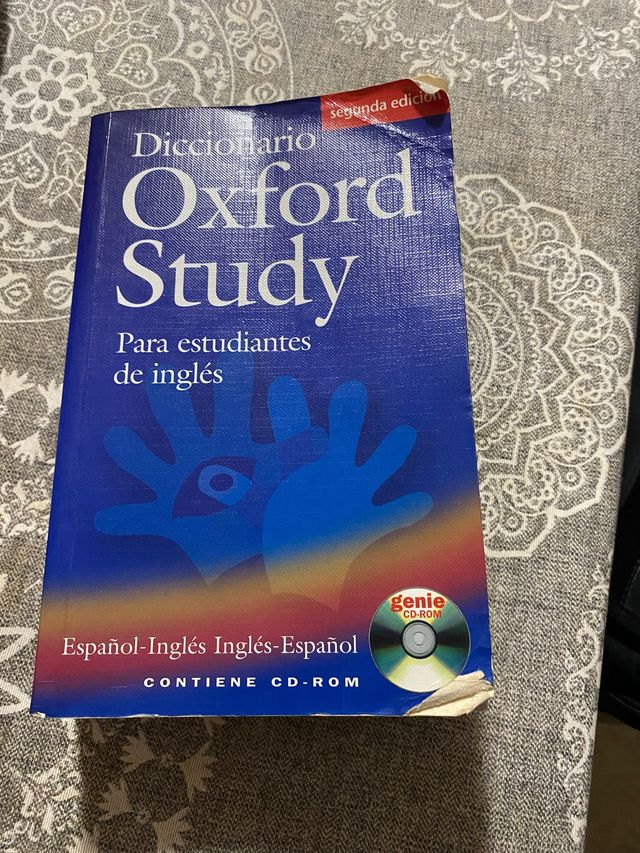 segunda edición
Diccionario
Oxford
Study
Para estudiantes
de inglés
genie
CD-ROM
Español-Inglés Inglés-Español
CONTIENE CD-ROM